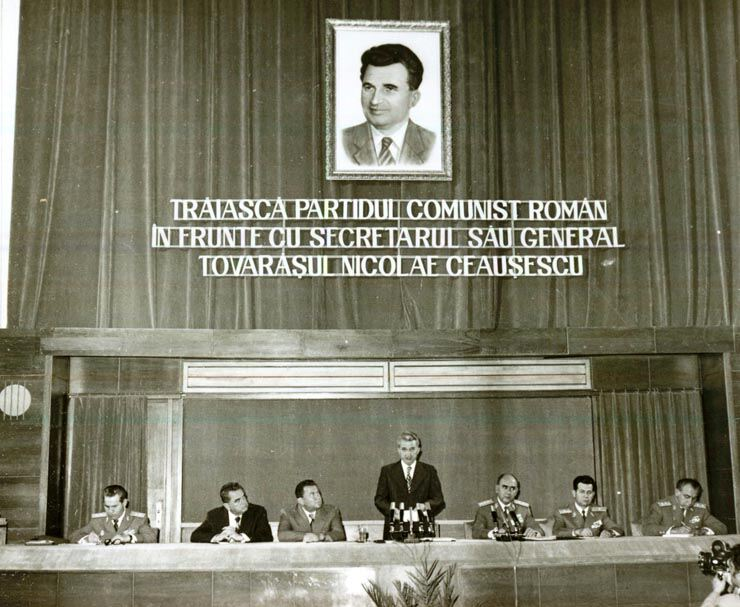 TRĂIASCĂ PARTIDUL COMUNIST ROMÂN
ÎN FRUNTE CU SECRETARUL SĂU GENERAL
TOVARĂȘUL NICOLAE CEAUȘESCU